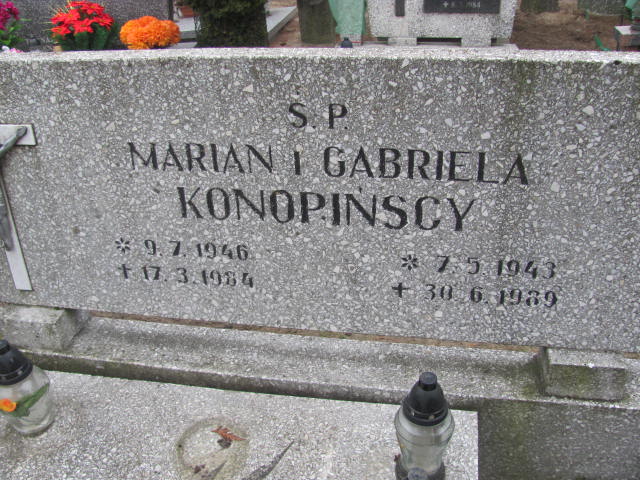 S.P.
MARIAN i GABRIELA
KONOPIŃSCY
* 9.7.1946
✝ 17.3.1984
* 7.5.1943
✝ 30.6.1989